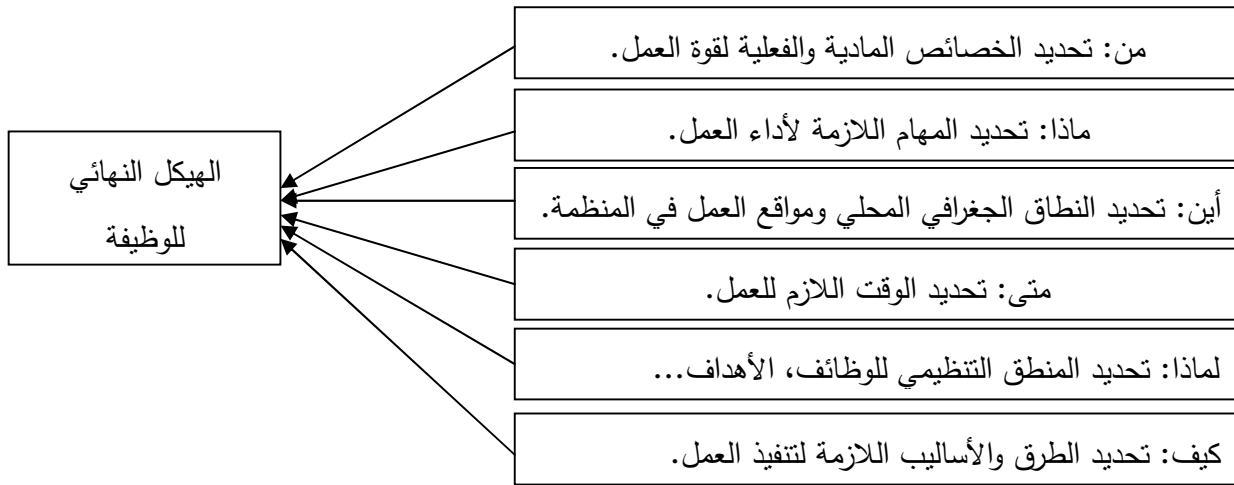 من: تحديد الخصائص المادية والفعلية لقوة العمل.
ماذا: تحديد المهام اللازمة لأداء العمل.
أين: تحديد النطاق الجغرافي المحلي ومواقع العمل في المنظمة.
متى: تحديد الوقت اللازم للعمل.
لماذا: تحديد المنطق التنظيمي للوظائف، الأهداف...
كيف: تحديد الطرق والأساليب اللازمة لتنفيذ العمل.
الهيكل النهائي
للوظيفة